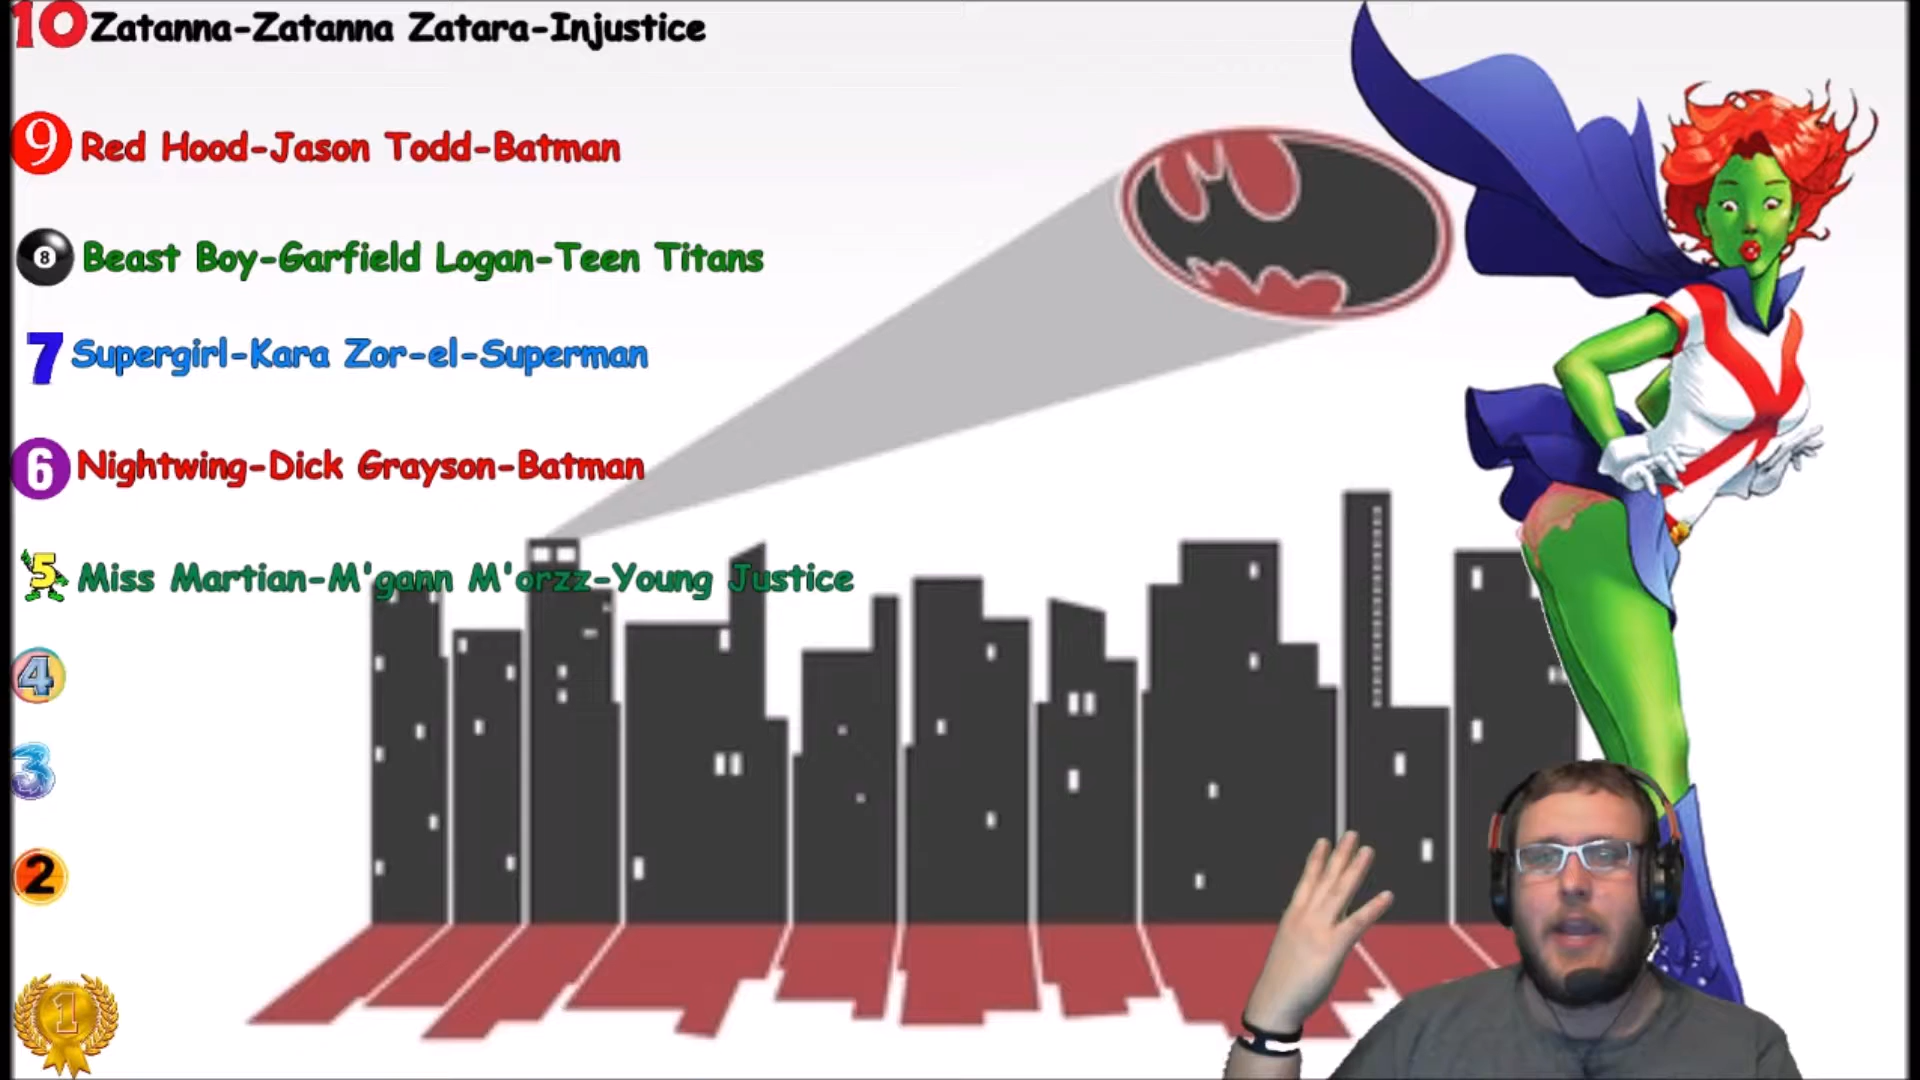 10 Zatanna-Zatanna Zatara-Injustice
9 Red Hood-Jason Todd-Batman
8 Beast Boy-Garfield Logan-Teen Titans
7 Supergirl-Kara Zor-el-Superman
6 Nightwing-Dick Grayson-Batman
5 Miss Martian-M'gann M'orzz-Young Justice
4
3
2
1